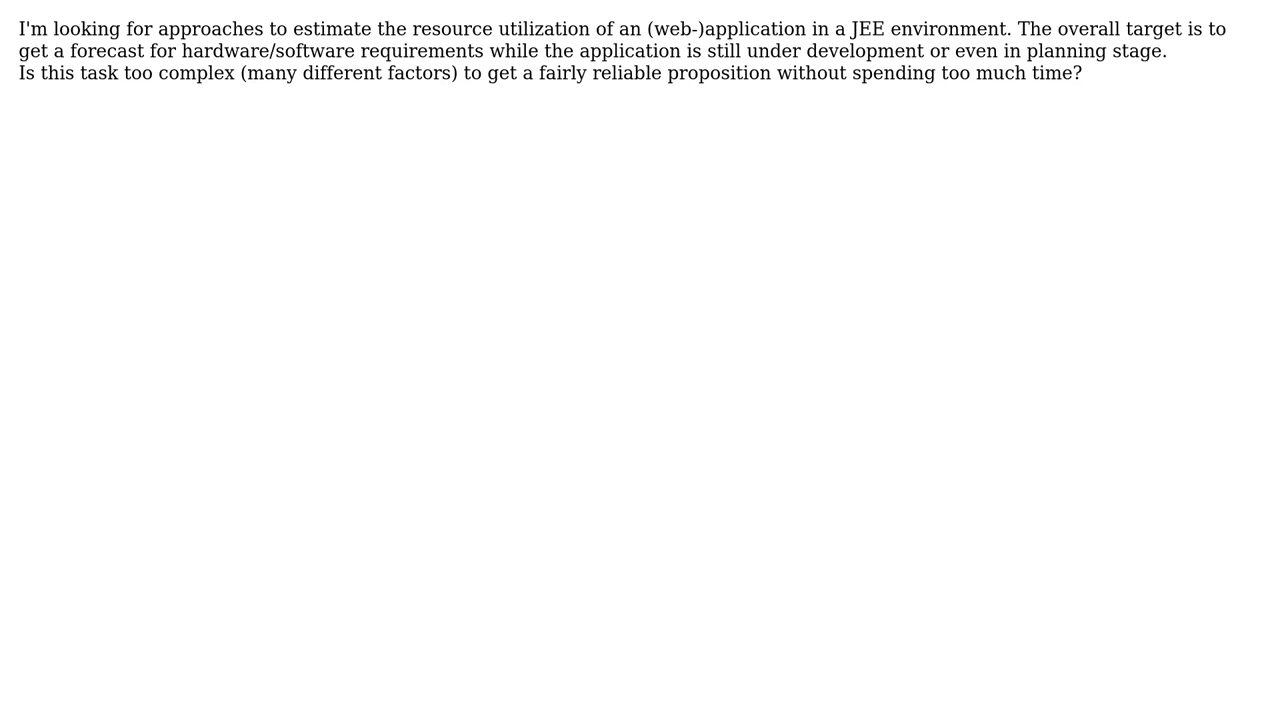 I'm looking for approaches to estimate the resource utilization of an (web-)application in a JEE environment. The overall target is to
get a forecast for hardware/software requirements while the application is still under development or even in planning stage.
Is this task too complex (many different factors) to get a fairly reliable proposition without spending too much time?